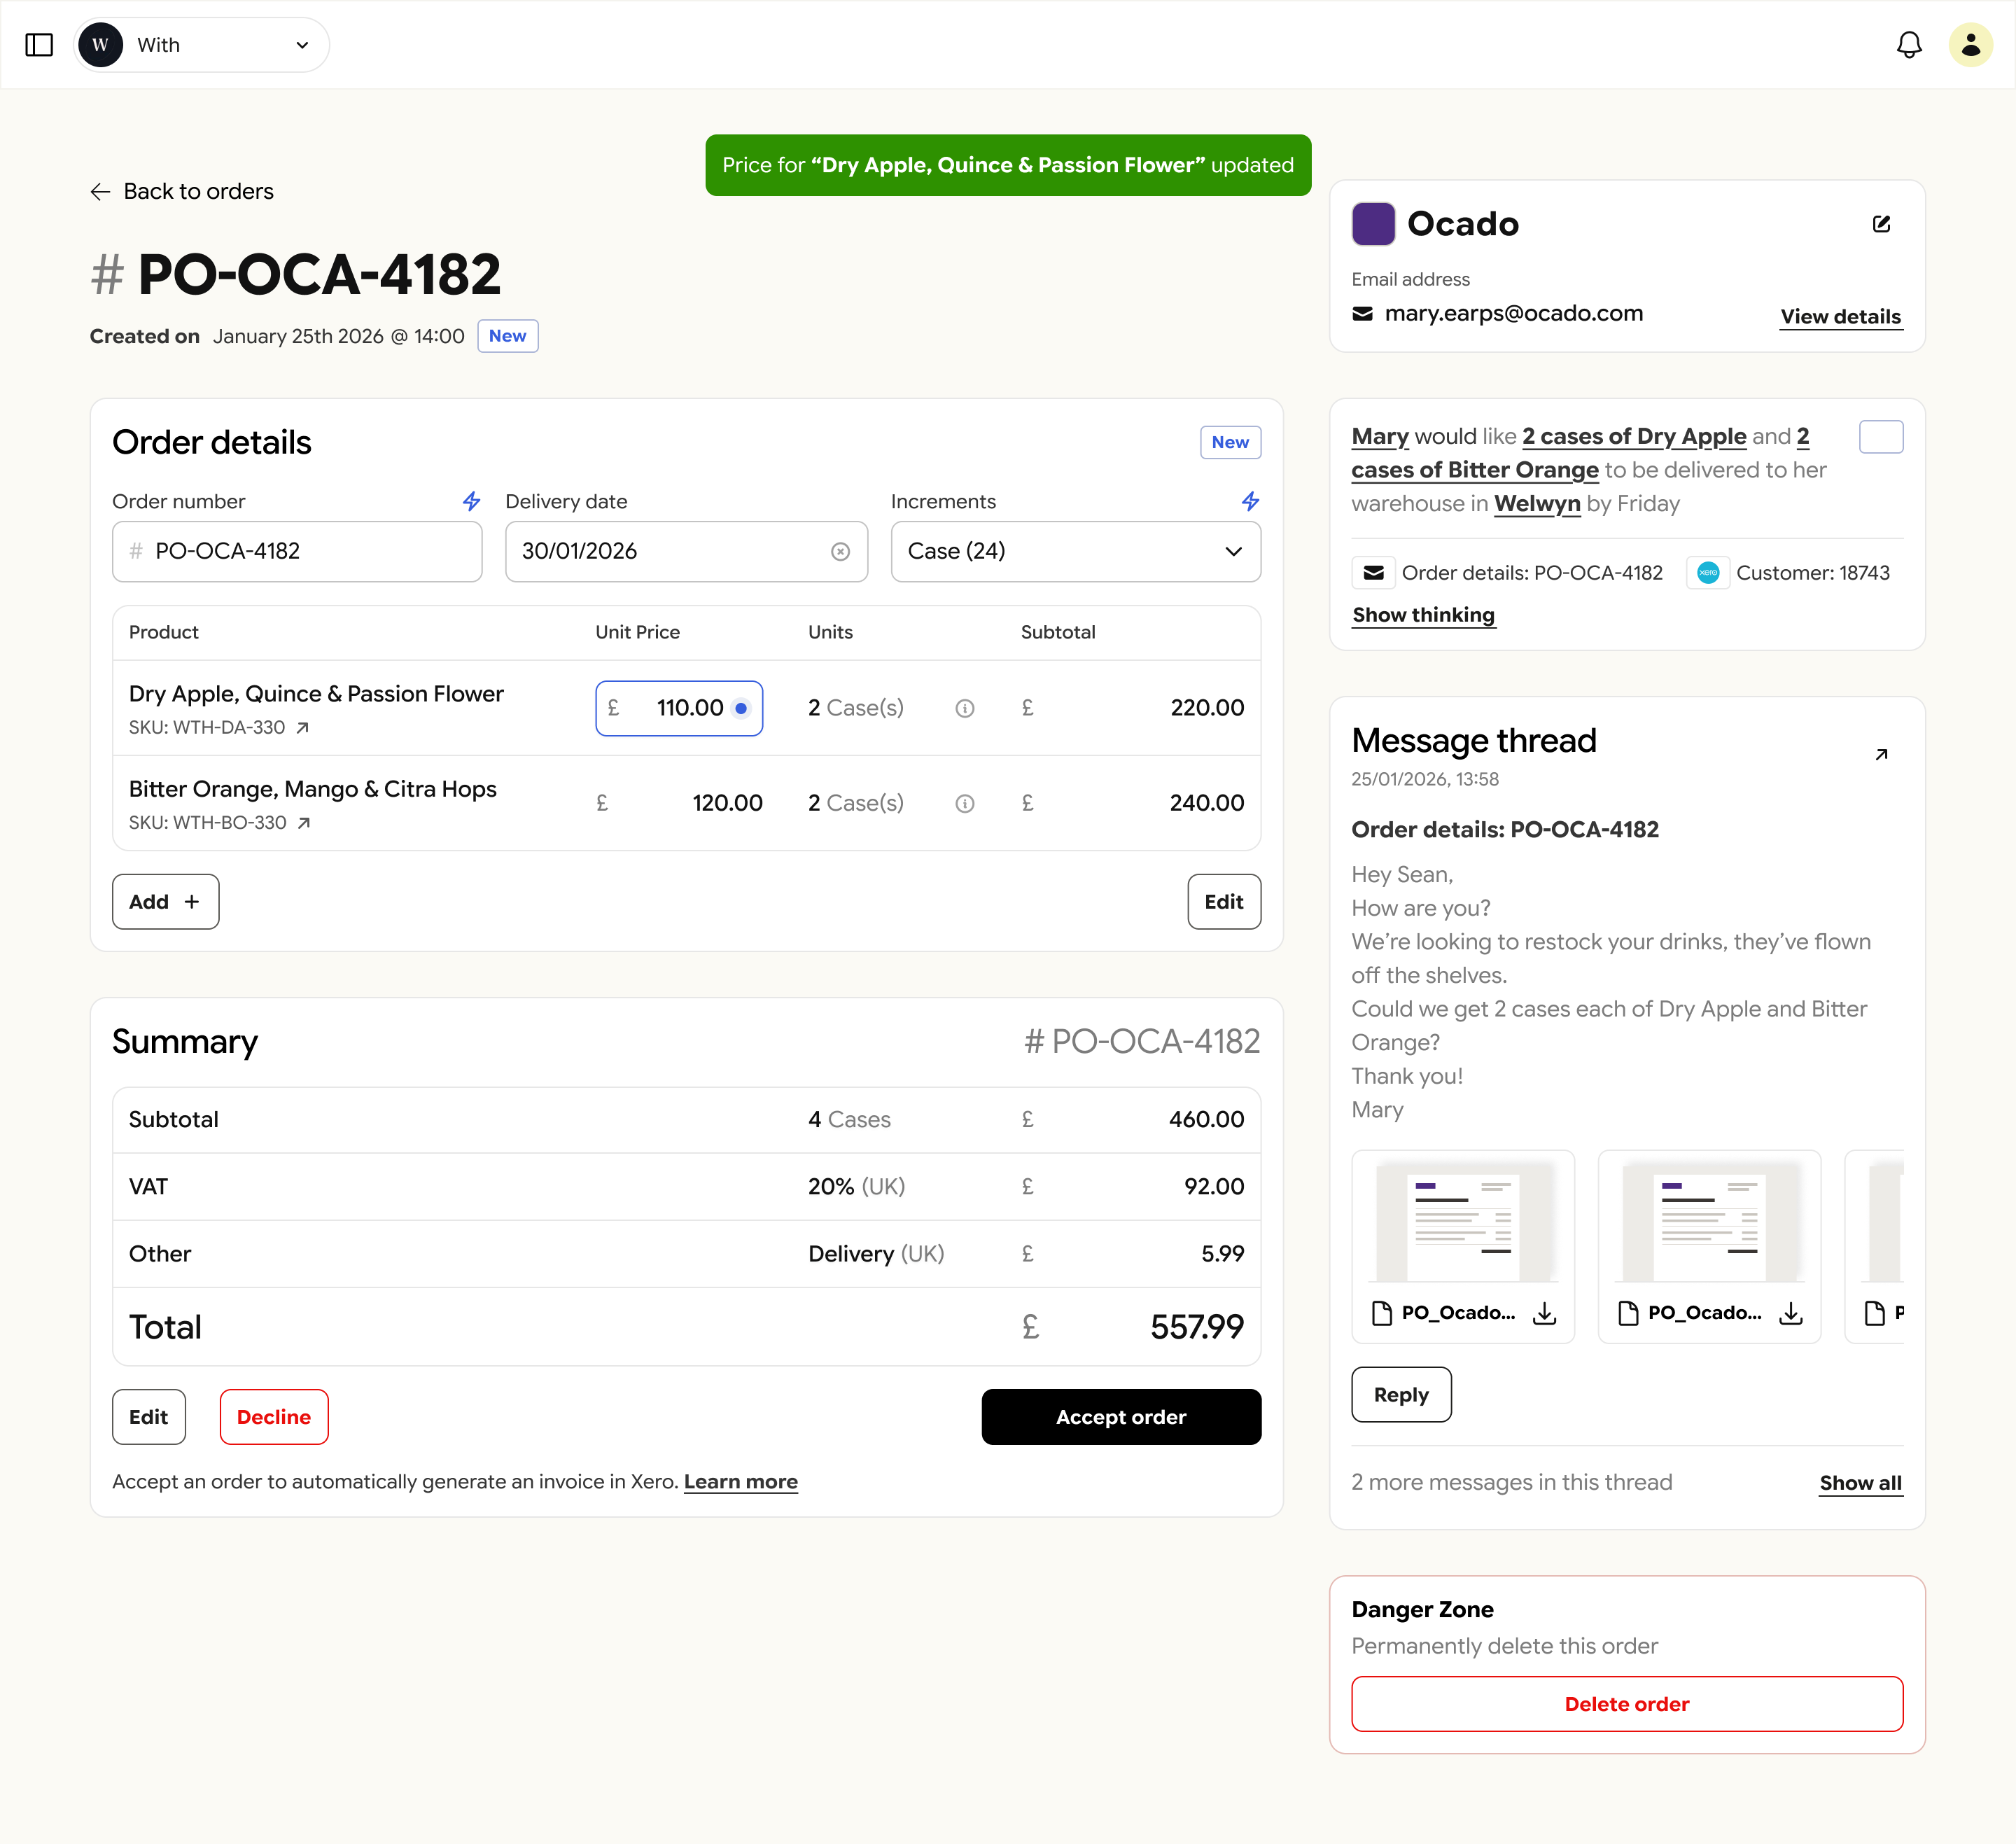 W With
Price for “Dry Apple, Quince & Passion Flower” updated
Back to orders
# PO-OCA-4182
Created on January 25th 2026 @ 14:00 New
Order details New
Order number Delivery date Increments
# PO-OCA-4182 30/01/2026 Case (24)
Product Unit Price Units Subtotal
Dry Apple, Quince & Passion Flower
SKU: WTH-DA-330
£ 110.00 2 Case(s) £ 220.00
Bitter Orange, Mango & Citra Hops
SKU: WTH-BO-330
£ 120.00 2 Case(s) £ 240.00
Add + Edit
Summary # PO-OCA-4182
Subtotal 4 Cases £ 460.00
VAT 20% (UK) £ 92.00
Other Delivery (UK) £ 5.99
Total £ 557.99
Edit Decline Accept order
Accept an order to automatically generate an invoice in Xero. Learn more
Ocado
Email address
mary.earps@ocado.com View details
Mary would like 2 cases of Dry Apple and 2
cases of Bitter Orange to be delivered to her
warehouse in Welwyn by Friday
Order details: PO-OCA-4182 xero Customer: 18743
Show thinking
Message thread
25/01/2026, 13:58
Order details: PO-OCA-4182
Hey Sean,
How are you?
We’re looking to restock your drinks, they’ve flown
off the shelves.
Could we get 2 cases each of Dry Apple and Bitter
Orange?
Thank you!
Mary
PO_Ocado... PO_Ocado... P
Reply
2 more messages in this thread Show all
Danger Zone
Permanently delete this order
Delete order